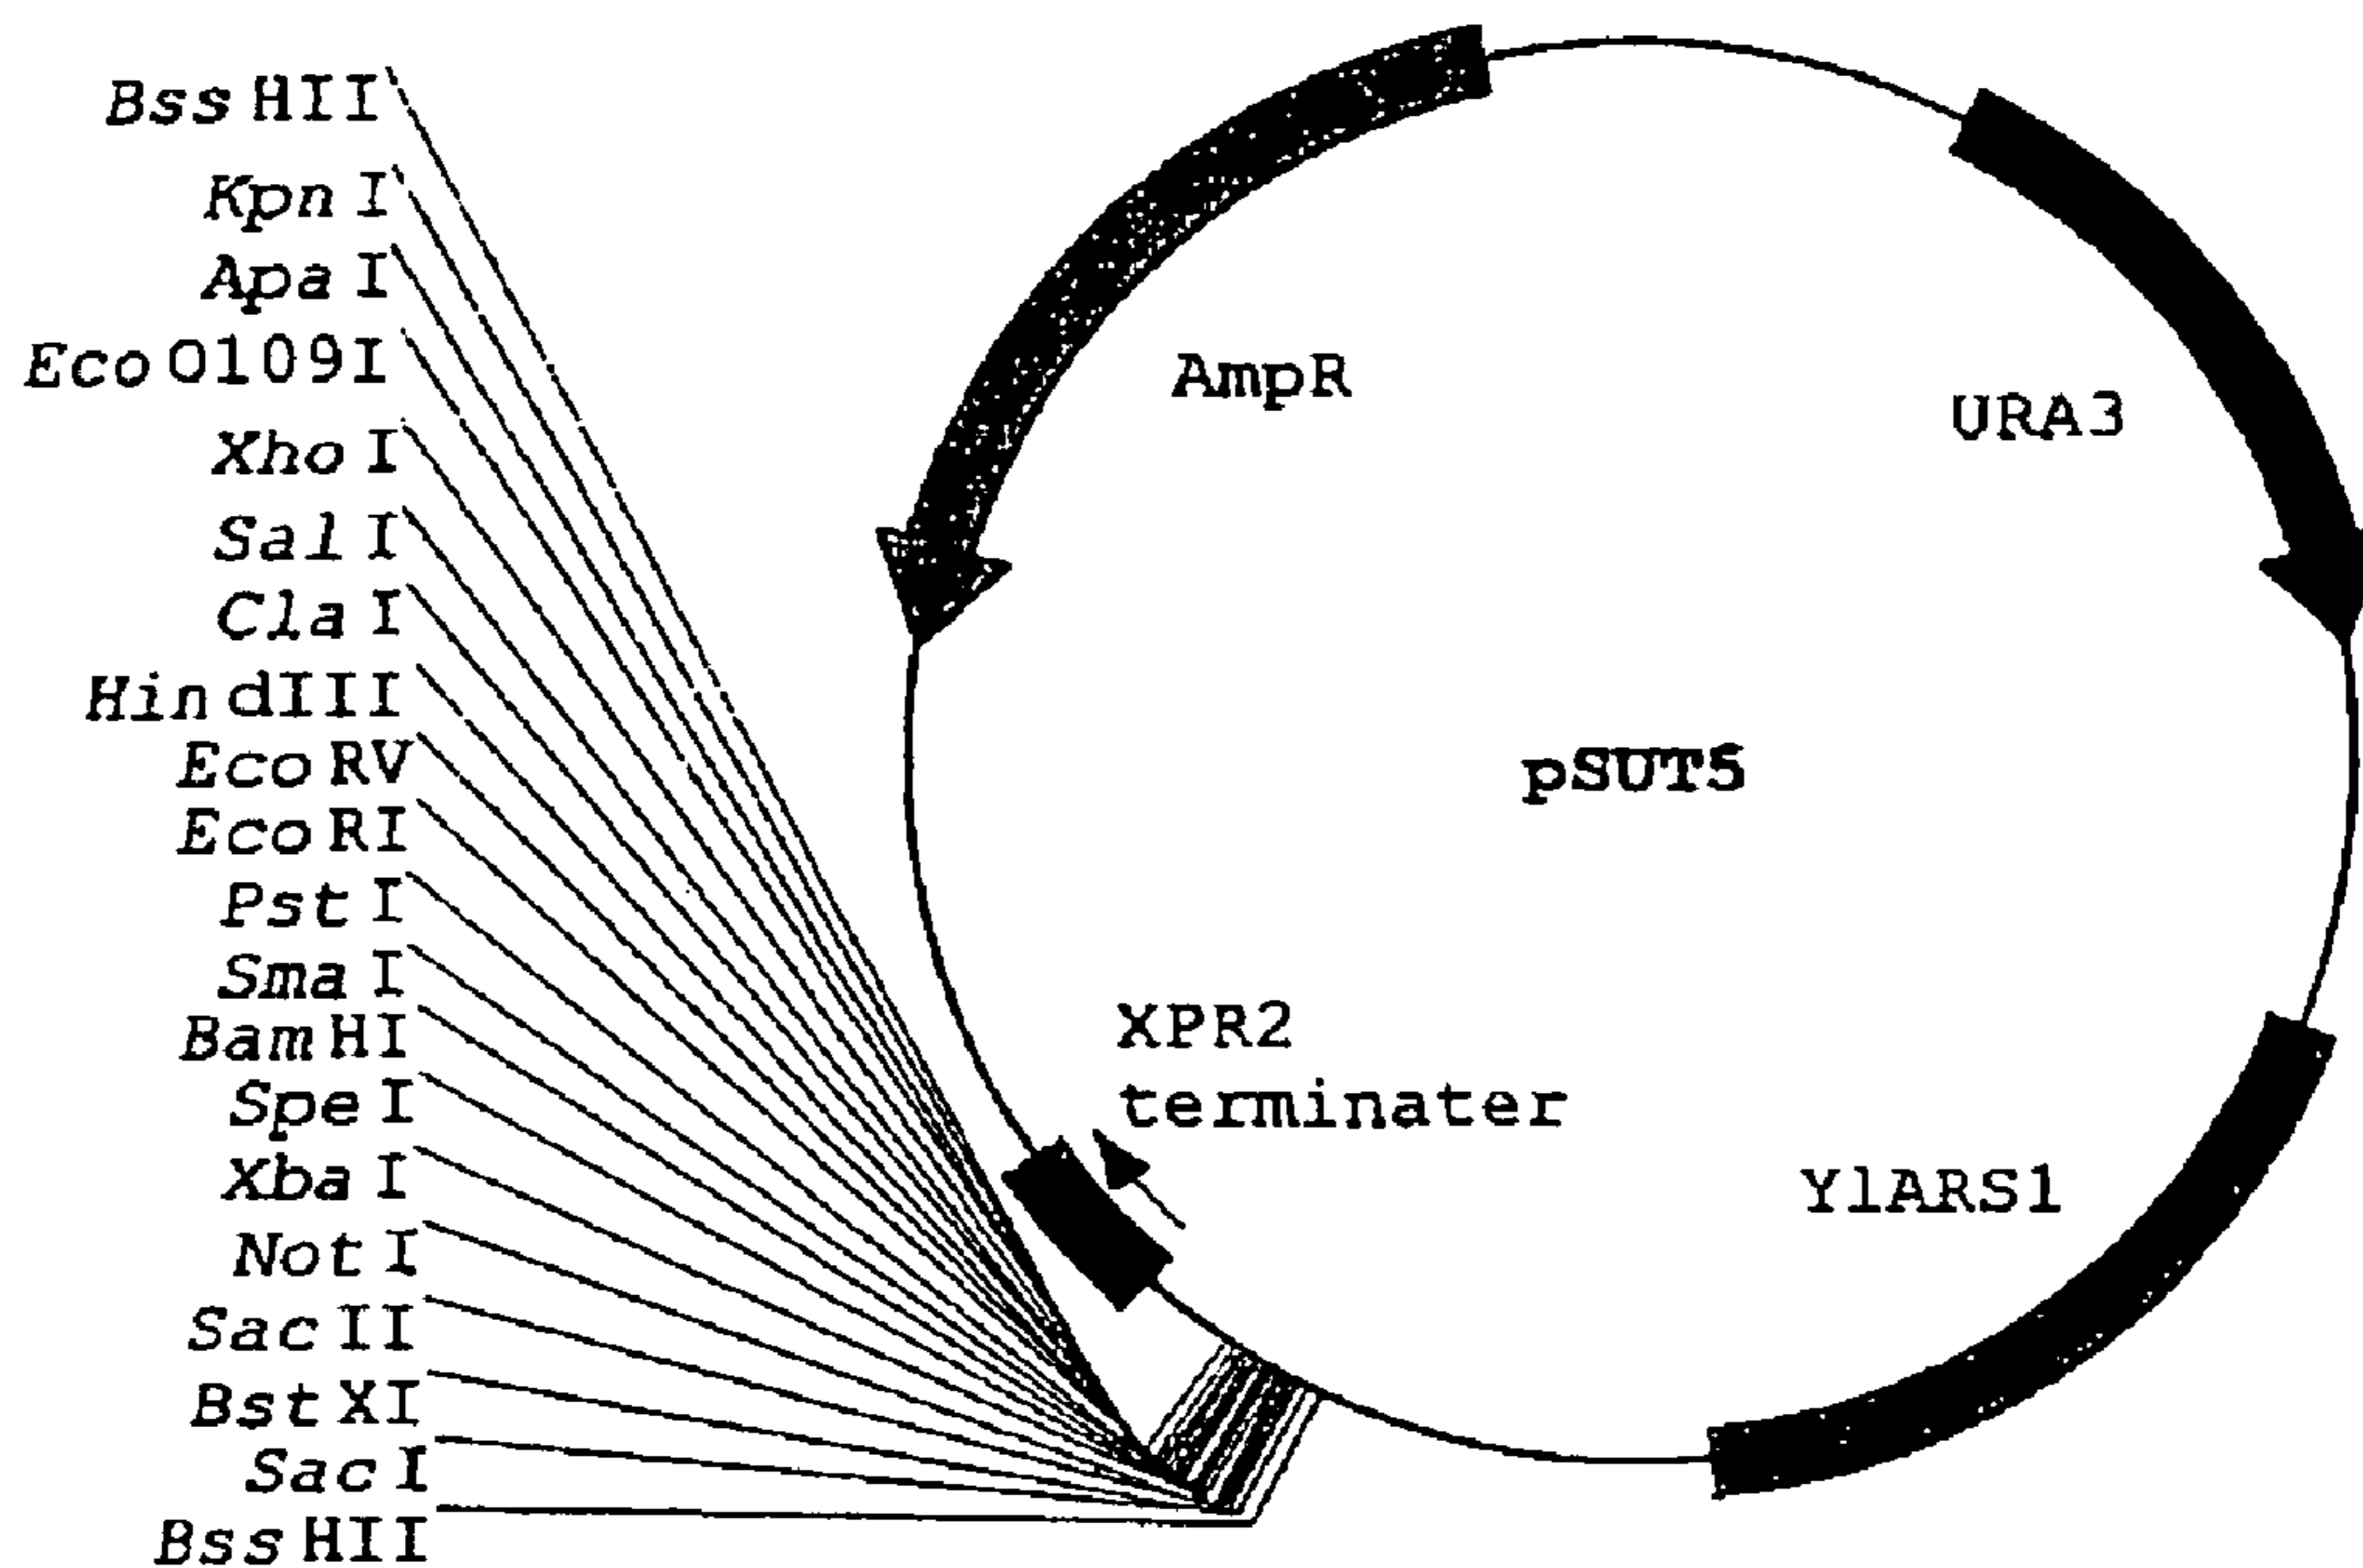 BssHII
KpnI
ApaI
EcoO109I
XhoI
SalI
ClaI
HindIII
EcoRV
EcoRI
PstI
SmaI
BamHI
SpeI
XbaI
NotI
SacII
BstXI
SacI
BssHII
AmpR
URA3
pSUT5
XPR2
terminater
YlARS1